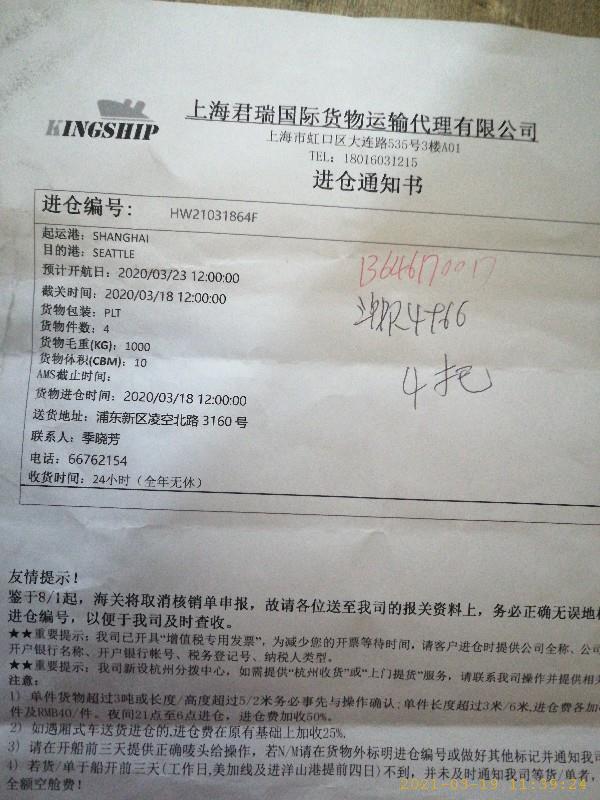 KINGSHIP
上海君瑞国际货物运输代理有限公司
上海市虹口区大连路535号3楼A01
TEL: 18016031215
进仓通知书
进仓编号: HW21031864F
起运港: SHANGHAI
目的港: SEATTLE
预计开航日: 2020/03/23 12:00:00
截关时间: 2020/03/18 12:00:00
货物包装: PLT
货物件数: 4
货物毛重(KG): 1000
货物体积(CBM): 10
AMS截止时间:
货物进仓时间: 2020/03/18 12:00:00
送货地址: 浦东新区凌空北路 3160 号
联系人: 季晓芳
电话: 66762154
收货时间: 24小时（全年无休）
13646170017
4托
友情提示！
鉴于8/1起，海关将取消核销单申报，故请各位送至我司的报关资料上，务必正确无误地
进仓编号，以便于我司及时查收。
★★重要提示: 我司已开具"增值税专用发票"，为减少您的开票等待时间，请客户进仓时提供公司全称、公
开户银行名称、开户银行帐号、税务登记号、纳税人类型。
★★重要提示: 我司新设杭州分拨中心，如需提供"杭州收货"或"上门提货"服务，请联系我司操作并提供相
注意:
1) 单件货物超过3吨或长度/高度超过5/2米务必事先与操作确认;单件长度超过3米/6米,进仓费各加
件及RMB40/件。夜间21点至6点进仓，进仓费加收50%。
2) 如遇厢式车送货进仓的,进仓费在原有基础上加收25%.
3) 请在开船前三天提供正确唛头给操作，若N/M请在货物外标明进仓编号或做好其他标记并通知我
4) 若货/单于船开前三天(工作日,美加线及进洋山港提前四日)不到，并未及时通知我司等货/单者,
全额空舱费！
2021-03-19 11:39:24